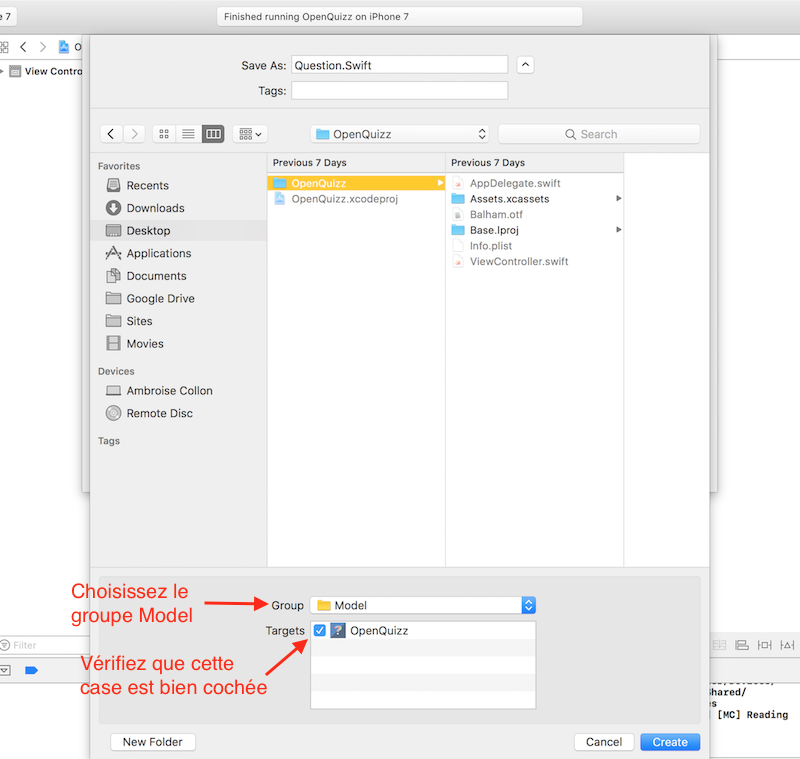 e 7
Finished running OpenQuizz on iPhone 7
O
View Contro
Save As: Question.Swift
Tags:
OpenQuizz
Search
Favorites
Recents
Downloads
Desktop
Applications
Documents
Google Drive
Sites
Movies
Devices
Ambroise Collon
Remote Disc
Tags
Previous 7 Days
OpenQuizz
OpenQuizz.xcodeproj
Previous 7 Days
AppDelegate.swift
Assets.xcassets
Balham.otf
Base.lproj
Info.plist
ViewController.swift
Choisissez le
groupe Model
Group Model
Targets OpenQuizz
Vérifiez que cette
case est bien cochée
Filter
Shared/
s
[MC] Reading
New Folder
Cancel
Create